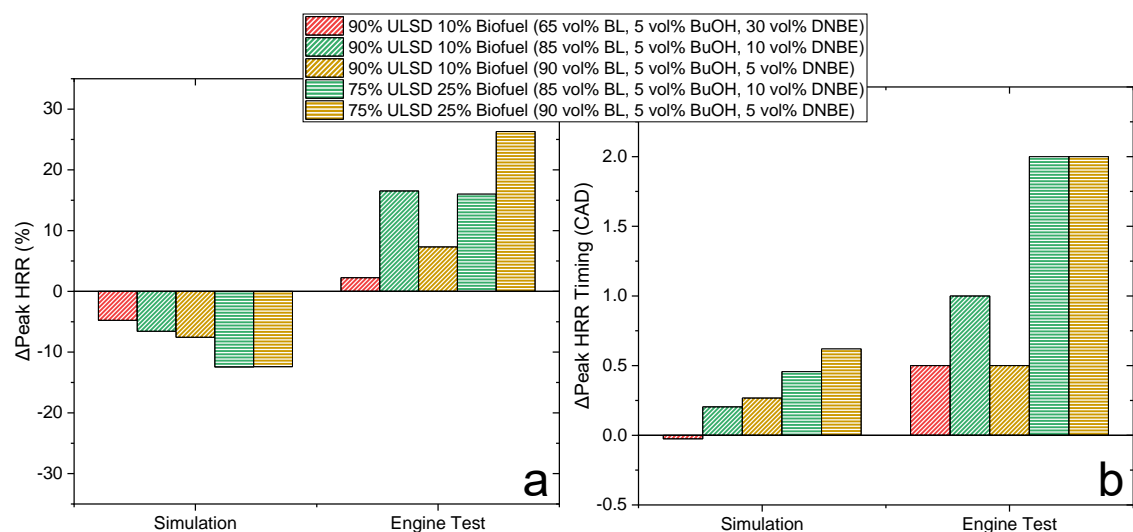 90% ULSD 10% Biofuel (65 vol% BL, 5 vol% BuOH, 30 vol% DNBE)
90% ULSD 10% Biofuel (85 vol% BL, 5 vol% BuOH, 10 vol% DNBE)
90% ULSD 10% Biofuel (90 vol% BL, 5 vol% BuOH, 5 vol% DNBE)
75% ULSD 25% Biofuel (85 vol% BL, 5 vol% BuOH, 10 vol% DNBE)
75% ULSD 25% Biofuel (90 vol% BL, 5 vol% BuOH, 5 vol% DNBE)
ΔPeak HRR (%)
30
20
10
0
-10
-20
-30
Simulation
Engine Test
a
ΔPeak HRR Timing (CAD)
2.0
1.5
1.0
0.5
0.0
-0.5
Simulation
Engine Test
b